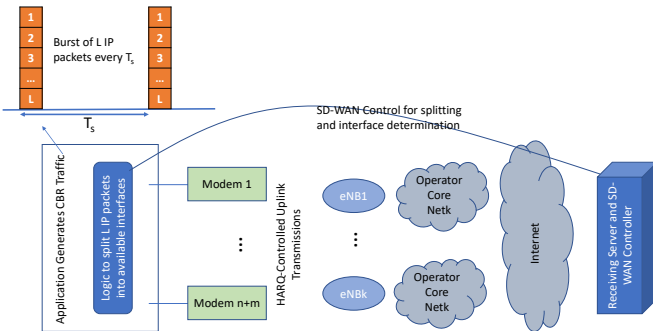 1
2
3
...
L
Burst of L IP
packets every Ts
1
2
3
...
L
Ts
SD-WAN Control for splitting
and interface determination
Application Generates CBR Traffic
Logic to split L IP packets
into available interfaces
Modem 1
...
Modem n+m
HARQ-Controlled Uplink
Transmissions
eNB1
...
eNBk
Operator
Core
Netk
Operator
Core
Netk
Internet
Receiving Server and SD-
WAN Controller